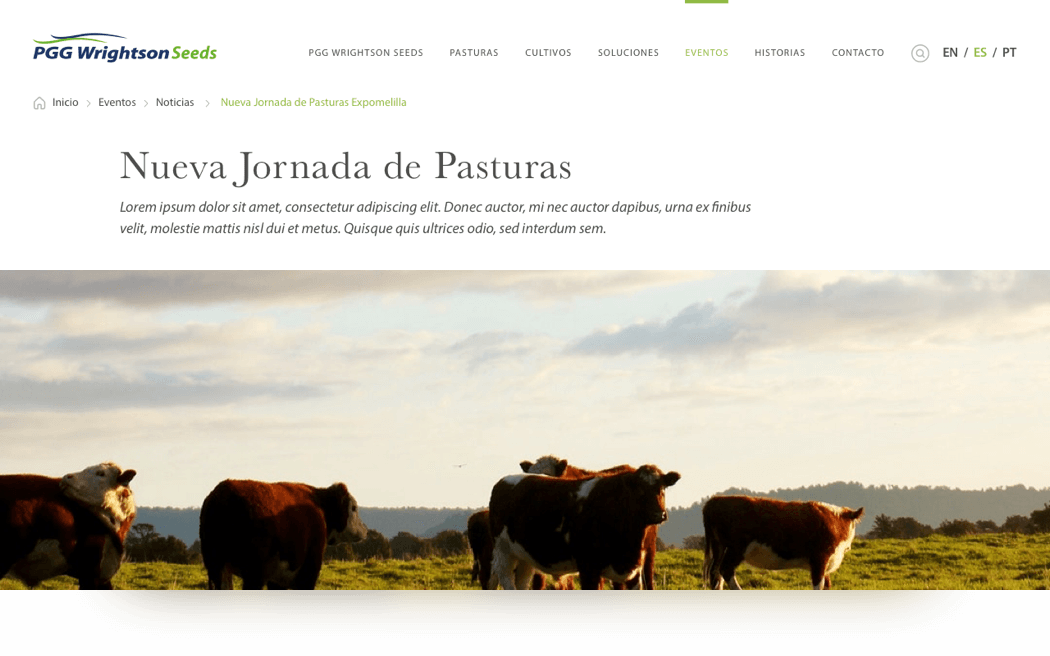 PGG Wrightson Seeds
PGG WRIGHTSON SEEDS
PASTURAS
CULTIVOS
SOLUCIONES
EVENTOS
HISTORIAS
CONTACTO
EN / ES / PT
Inicio > Eventos > Noticias > Nueva Jornada de Pasturas Expomelilla
Nueva Jornada de Pasturas
Lorem ipsum dolor sit amet, consectetur adipiscing elit. Donec auctor, mi nec auctor dapibus, urna ex finibus
velit, molestie mattis nisl dui et metus. Quisque quis ultrices odio, sed interdum sem.